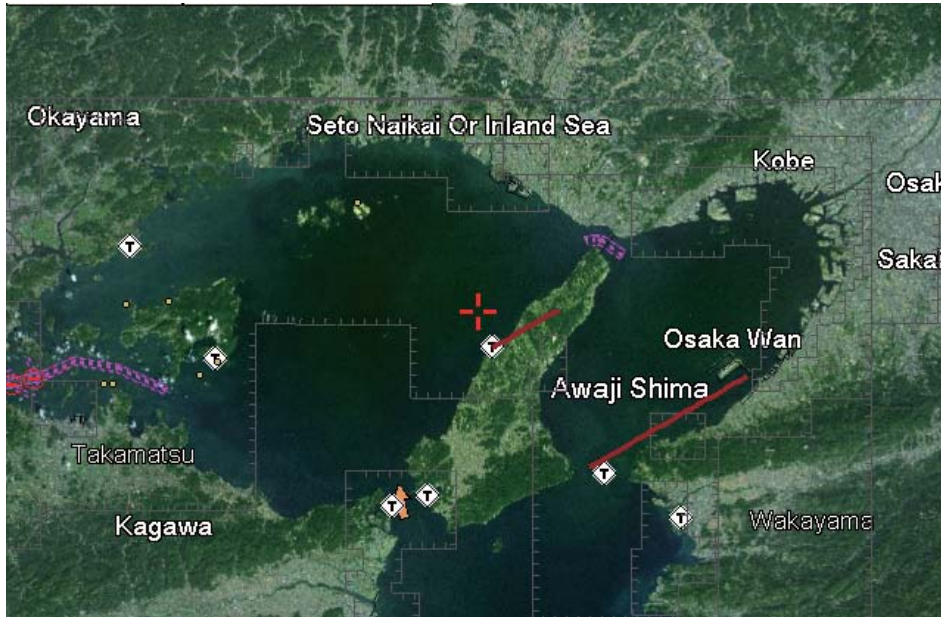 Okayama
Seto Naikai Or Inland Sea
Kobe
Osak
T
Sakai
T
T
Osaka Wan
Awaji Shima
Takamatsu
T
T
T
Kagawa
T
Wakayama